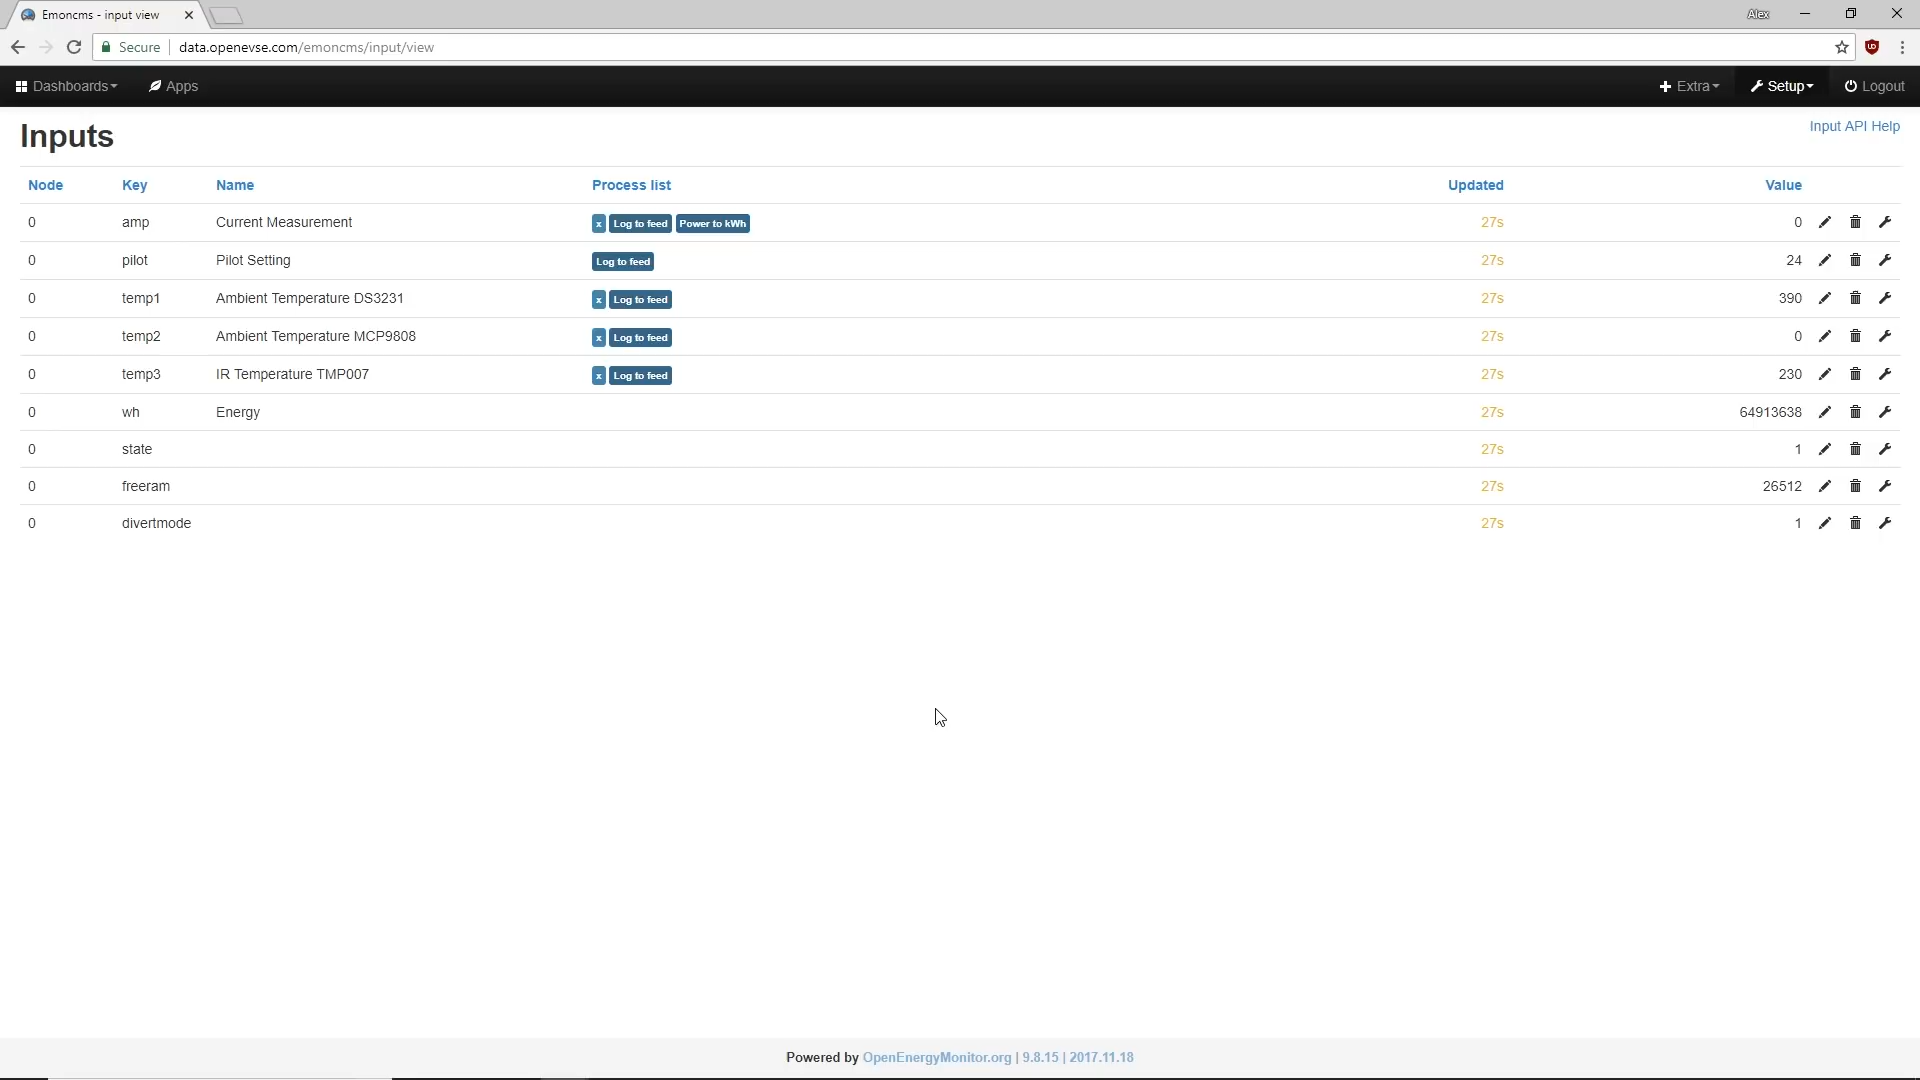 Emoncms - input view
Alex
Secure data.openevse.com/emoncms/input/view
Dashboards Apps Extra Setup Logout
Inputs
Input API Help
Node Key Name Process list Updated Value
0 amp Current Measurement x Log to feed Power to kWh 27s 0
0 pilot Pilot Setting Log to feed 27s 24
0 temp1 Ambient Temperature DS3231 x Log to feed 27s 390
0 temp2 Ambient Temperature MCP9808 x Log to feed 27s 0
0 temp3 IR Temperature TMP007 x Log to feed 27s 230
0 wh Energy 27s 64913638
0 state 27s 1
0 freeram 27s 26512
0 divertmode 27s 1
Powered by OpenEnergyMonitor.org | 9.8.15 | 2017.11.18